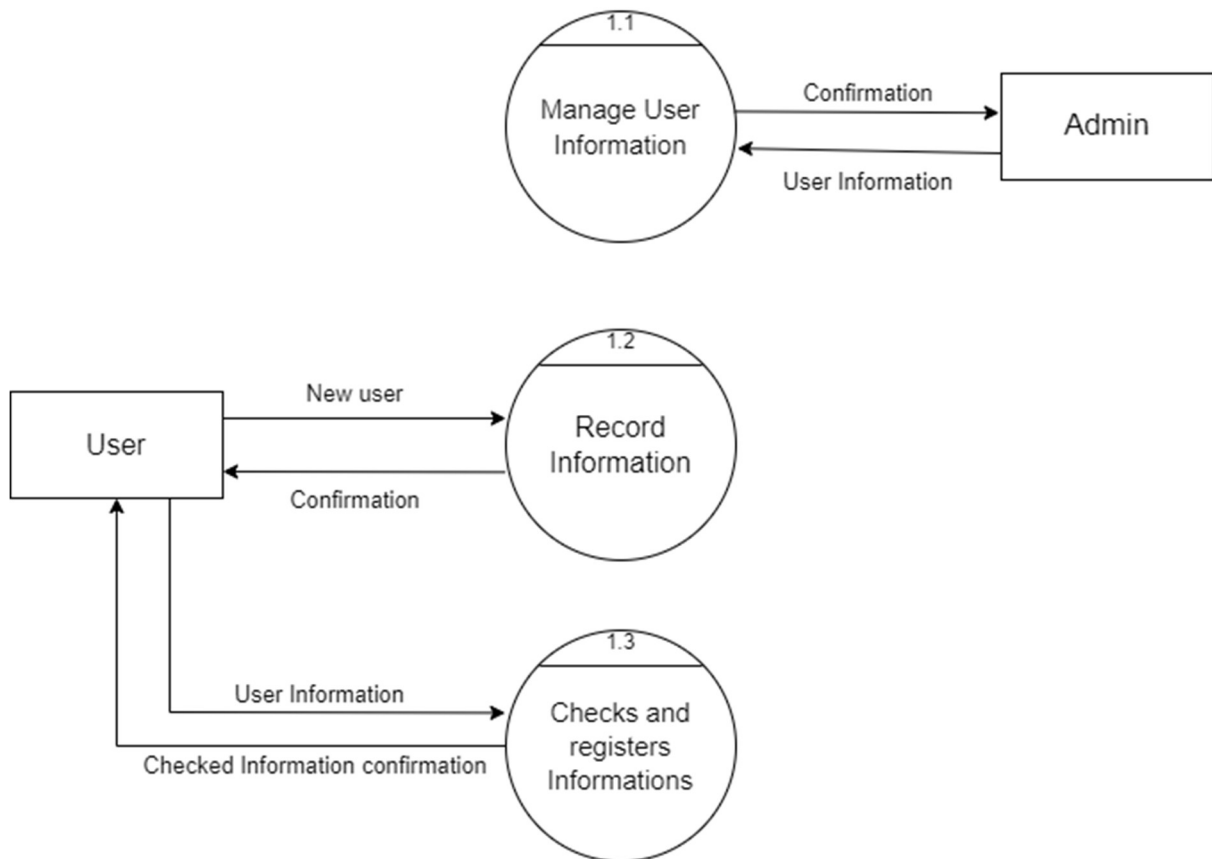 1.1
Manage User
Information
Confirmation
Admin
User Information
1.2
New user
User
Record
Information
Confirmation
1.3
User Information
Checks and
registers
Informations
Checked Information confirmation